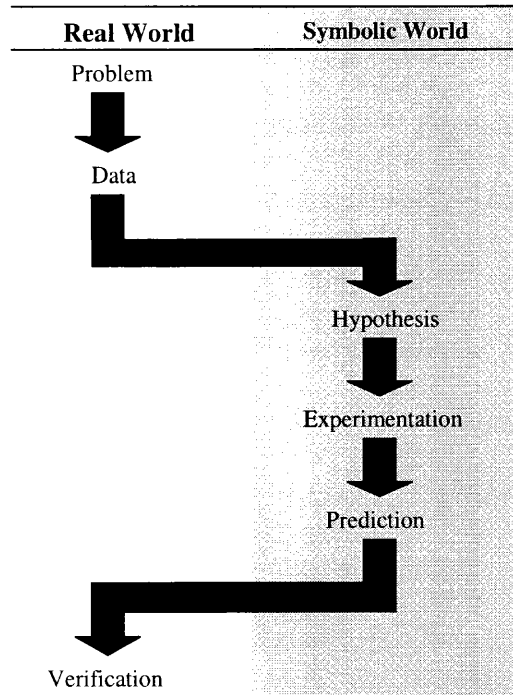 Real World Symbolic World
Problem
Data
Hypothesis
Experimentation
Prediction
Verification